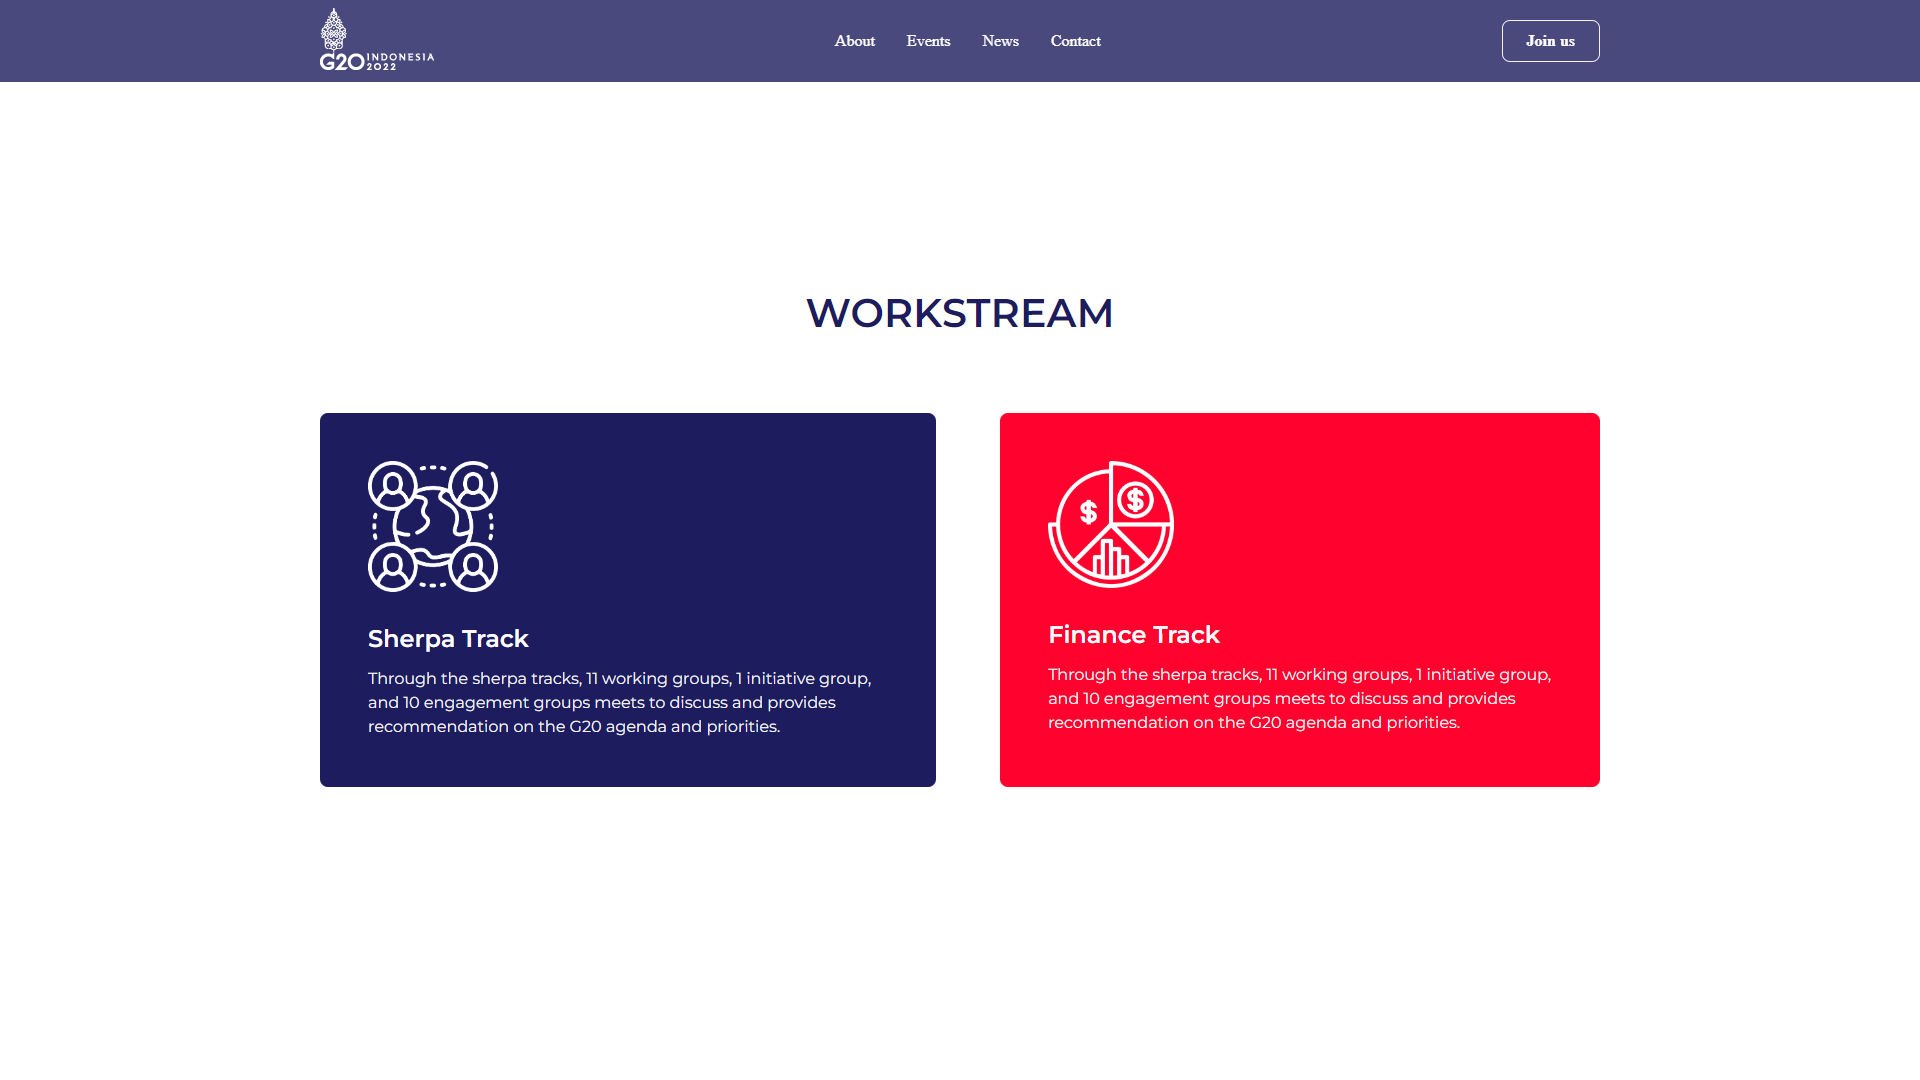 G20 INDONESIA
2022
About
Events
News
Contact
Join us
WORKSTREAM
Sherpa Track
Through the sherpa tracks, 11 working groups, 1 initiative group,
and 10 engagement groups meets to discuss and provides
recommendation on the G20 agenda and priorities.
$
$
Finance Track
Through the sherpa tracks, 11 working groups, 1 initiative group,
and 10 engagement groups meets to discuss and provides
recommendation on the G20 agenda and priorities.